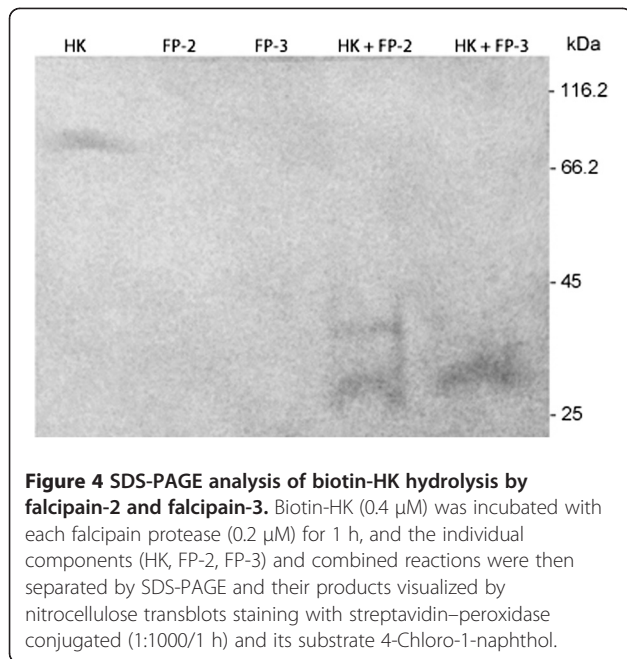 HK FP-2 FP-3 HK + FP-2 HK + FP-3 kDa
- 116.2
- 66.2
- 45
- 25
Figure 4 SDS-PAGE analysis of biotin-HK hydrolysis by
falcipain-2 and falcipain-3. Biotin-HK (0.4 μM) was incubated with
each falcipain protease (0.2 μM) for 1 h, and the individual
components (HK, FP-2, FP-3) and combined reactions were then
separated by SDS-PAGE and their products visualized by
nitrocellulose transblots staining with streptavidin–peroxidase
conjugated (1:1000/1 h) and its substrate 4-Chloro-1-naphthol.